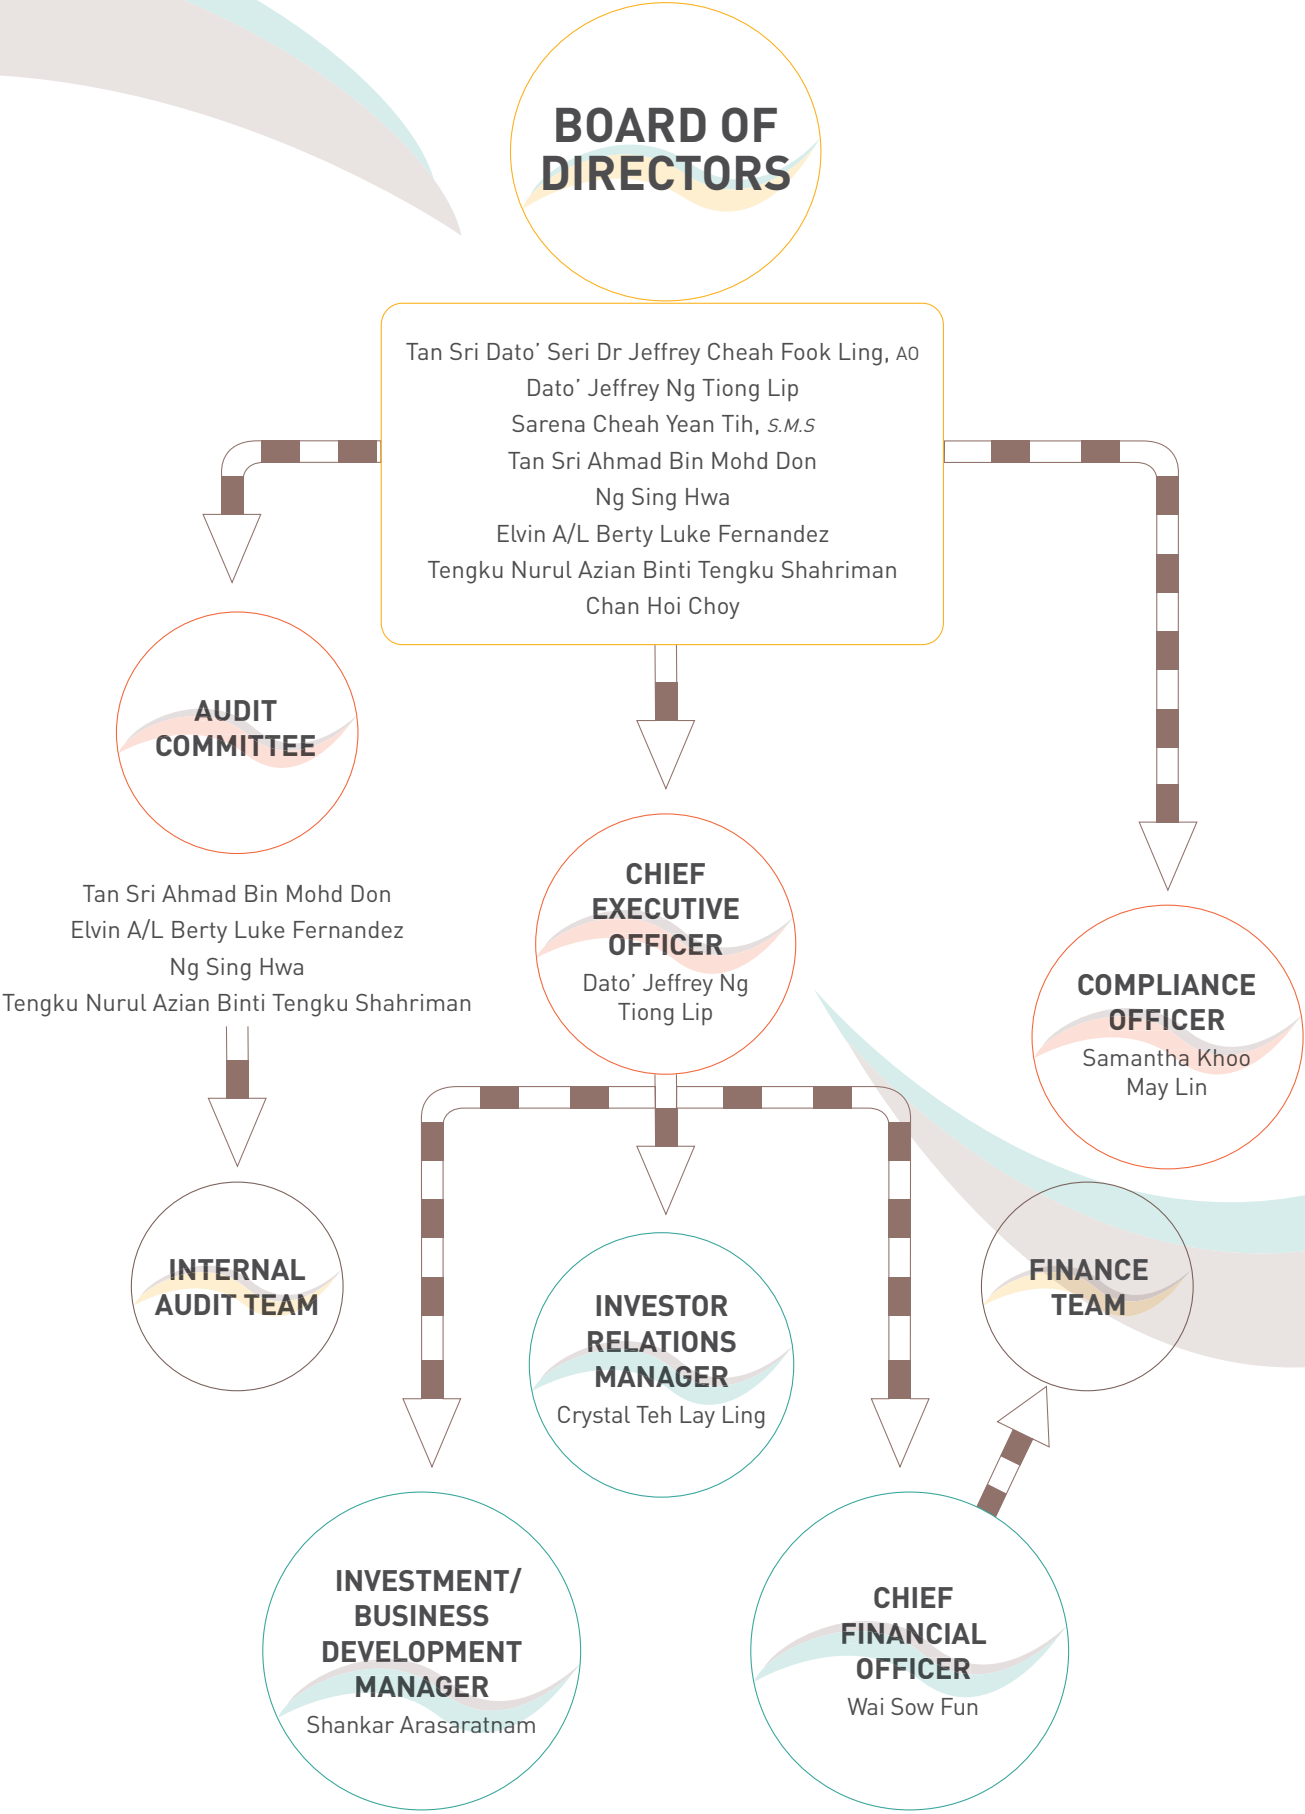 BOARD OF
DIRECTORS
Tan Sri Dato’ Seri Dr Jeffrey Cheah Fook Ling, AO
Dato’ Jeffrey Ng Tiong Lip
Sarena Cheah Yean Tih, S.M.S
Tan Sri Ahmad Bin Mohd Don
Ng Sing Hwa
Elvin A/L Berty Luke Fernandez
Tengku Nurul Azian Binti Tengku Shahriman
Chan Hoi Choy
AUDIT
COMMITTEE
Tan Sri Ahmad Bin Mohd Don
Elvin A/L Berty Luke Fernandez
Ng Sing Hwa
Tengku Nurul Azian Binti Tengku Shahriman
CHIEF
EXECUTIVE
OFFICER
Dato’ Jeffrey Ng
Tiong Lip
COMPLIANCE
OFFICER
Samantha Khoo
May Lin
INTERNAL
AUDIT TEAM
INVESTOR
RELATIONS
MANAGER
Crystal Teh Lay Ling
FINANCE
TEAM
INVESTMENT/
BUSINESS
DEVELOPMENT
MANAGER
Shankar Arasaratnam
CHIEF
FINANCIAL
OFFICER
Wai Sow Fun